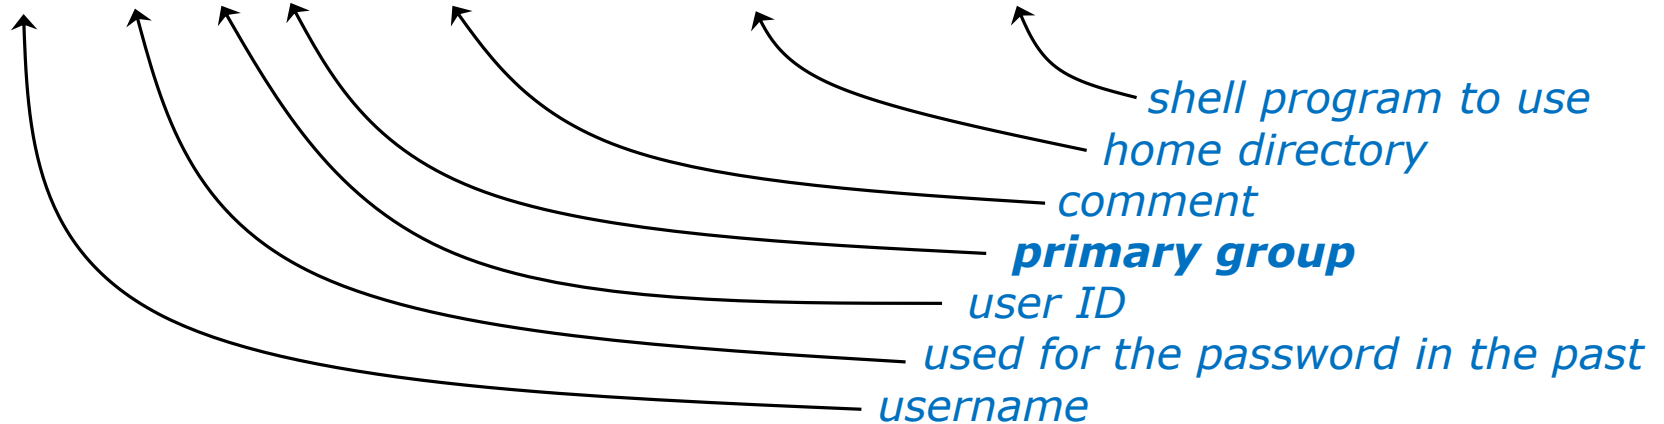 shell program to use
home directory
comment
primary group
user ID
used for the password in the past
username